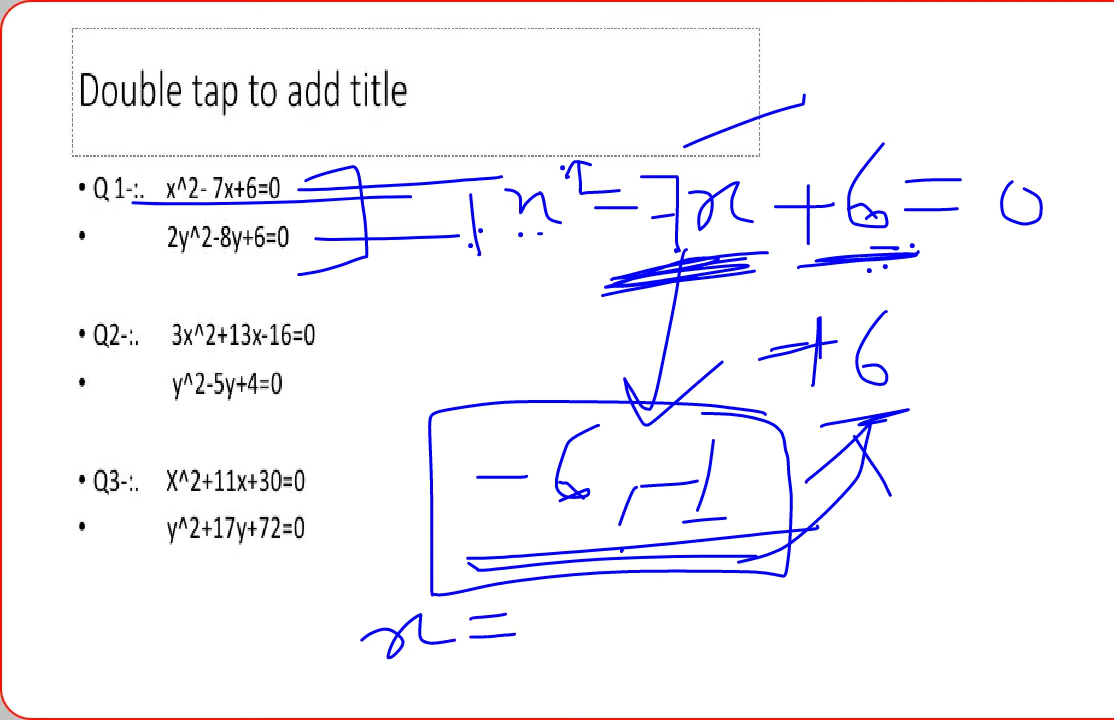 Double tap to add title
• Q 1-:. x^2- 7x+6=0
• 2y^2-8y+6=0
1 x² - 7x + 6 = 0
• Q2-:. 3x^2+13x-16=0
• y^2-5y+4=0
+6
-6, -1
• Q3-:. X^2+11x+30=0
• y^2+17y+72=0
x =